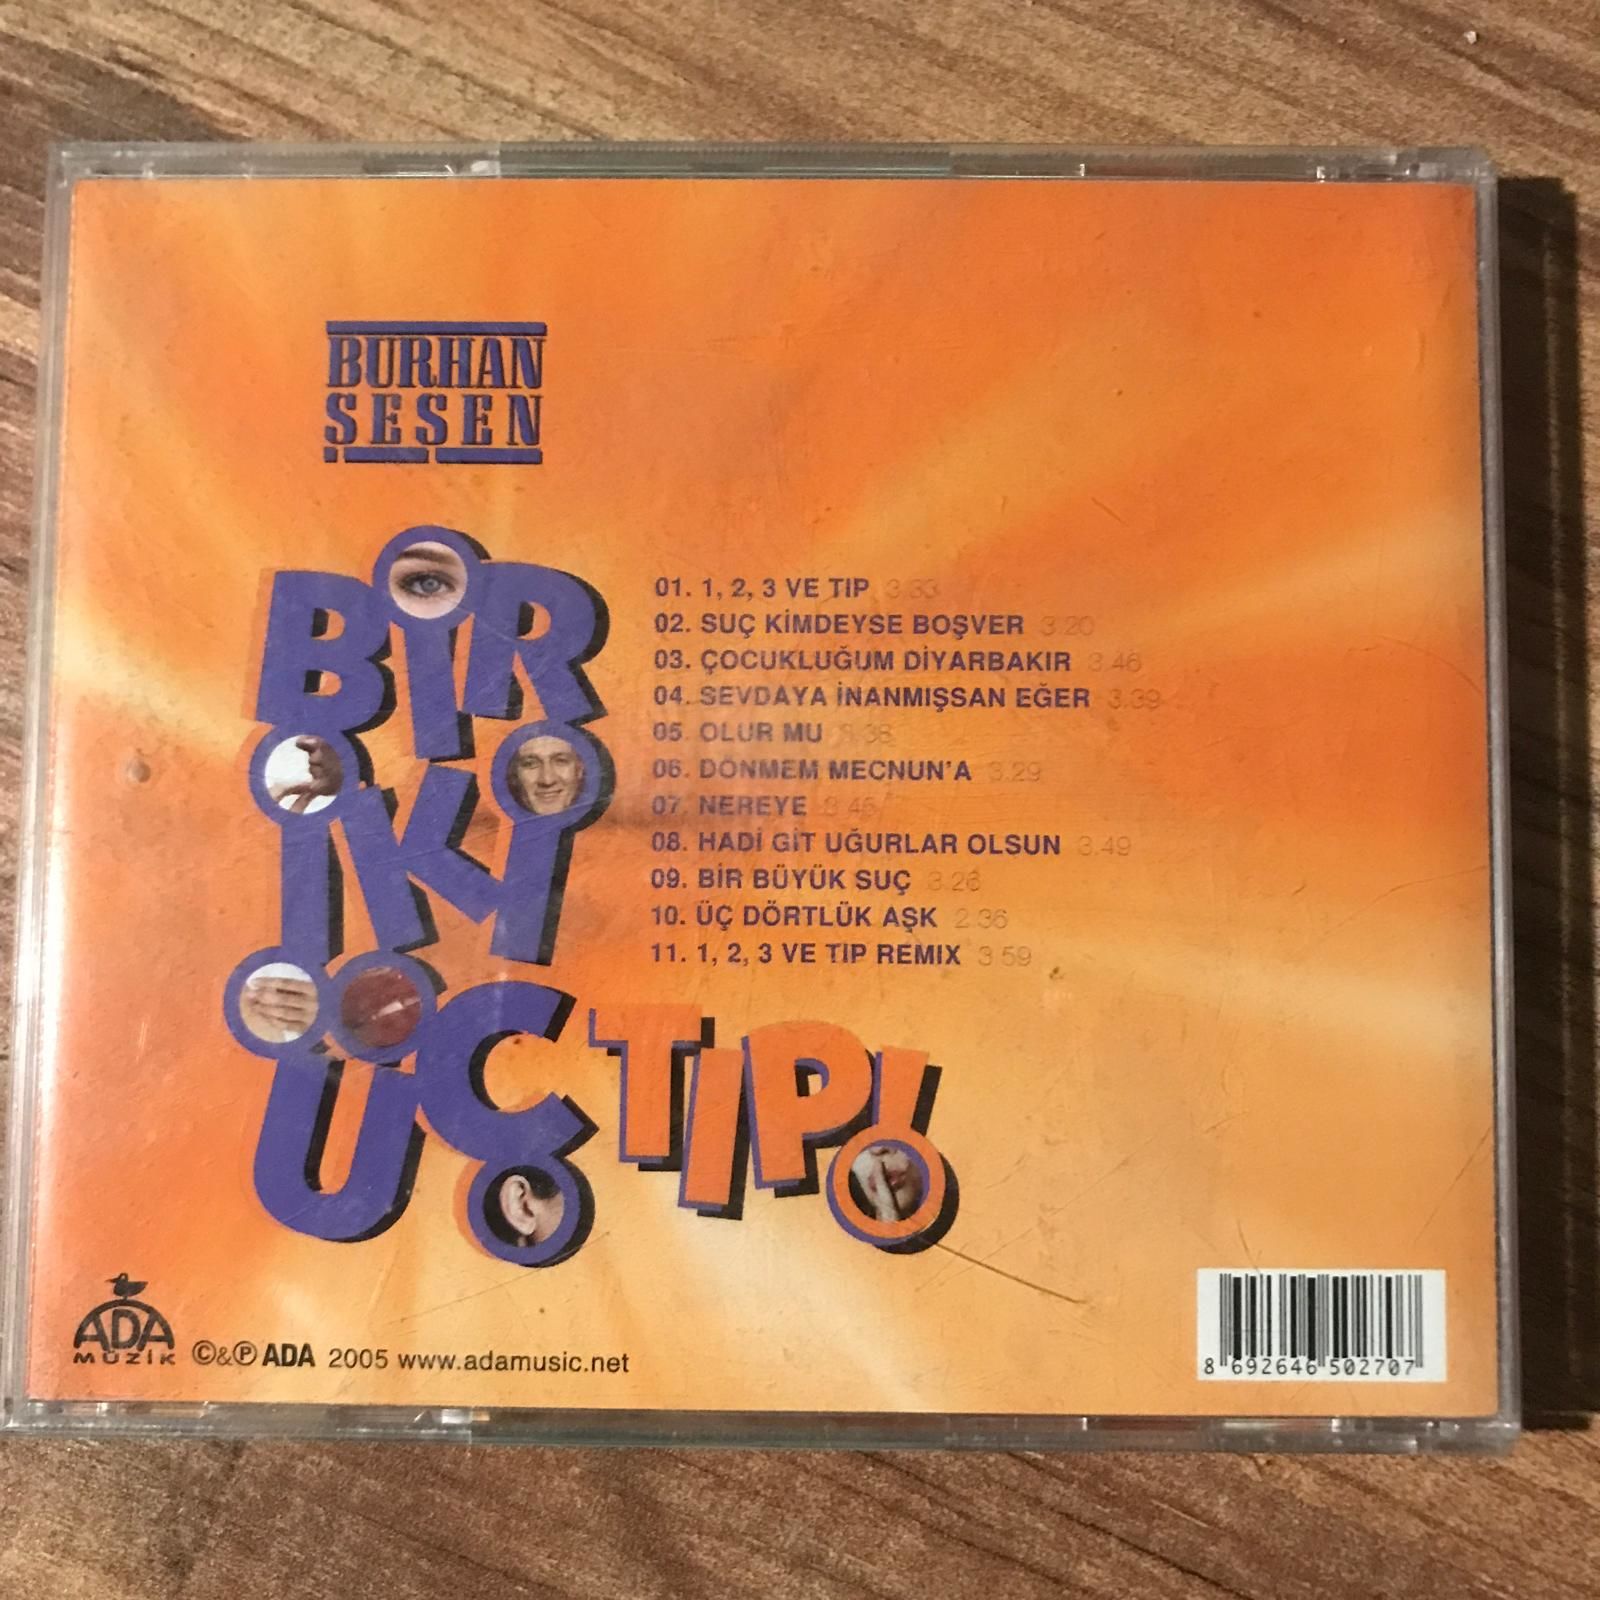 BURHAN
ŞEŞEN
BİR
İKİ
ÜÇ TIP!
01. 1, 2, 3 VE TIP 3.33
02. SUÇ KİMDEYSE BOŞVER 3.20
03. ÇOCUKLUĞUM DİYARBAKIR 3.46
04. SEVDAYA İNANMIŞSAN EĞER 3.39
05. OLUR MU
06. DÖNMEM MECNUN'A 3.29
07. NEREYE 3.46
08. HADİ GİT UĞURLAR OLSUN 3.49
09. BİR BÜYÜK SUÇ 3.26
10. ÜÇ DÖRTLÜK AŞK 2.36
11. 1, 2, 3 VE TIP REMIX 3.59
ADA
MÜZİK
©&℗ ADA 2005 www.adamusic.net
8 692646 502707